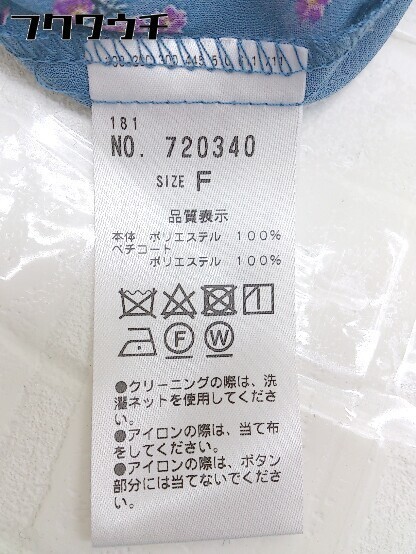 フクワウチ
181
NO. 720340
SIZE F
品質表示
本体 ポリエステル 100%
ペチコート
ポリエステル 100%
F W
●クリーニングの際は、洗
濯ネットを使用してくださ
い。
●アイロンの際は、当て布
をしてください。
●アイロンの際は、ボタン
部分には当てないでくださ
い。